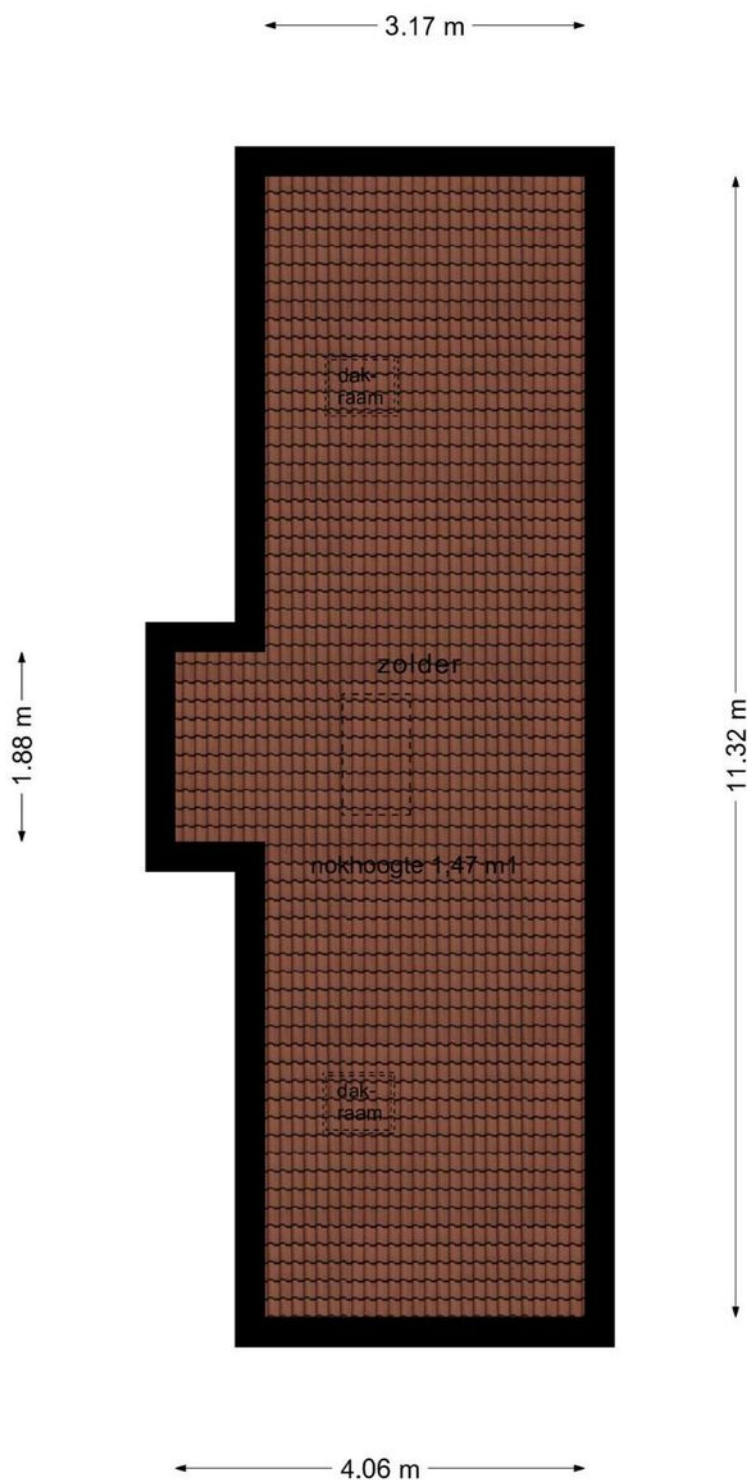 3.17 m
dak-
raam
zolder
1.88 m
11.32 m
nokhoogte 1,47 m1
dak-
raam
4.06 m